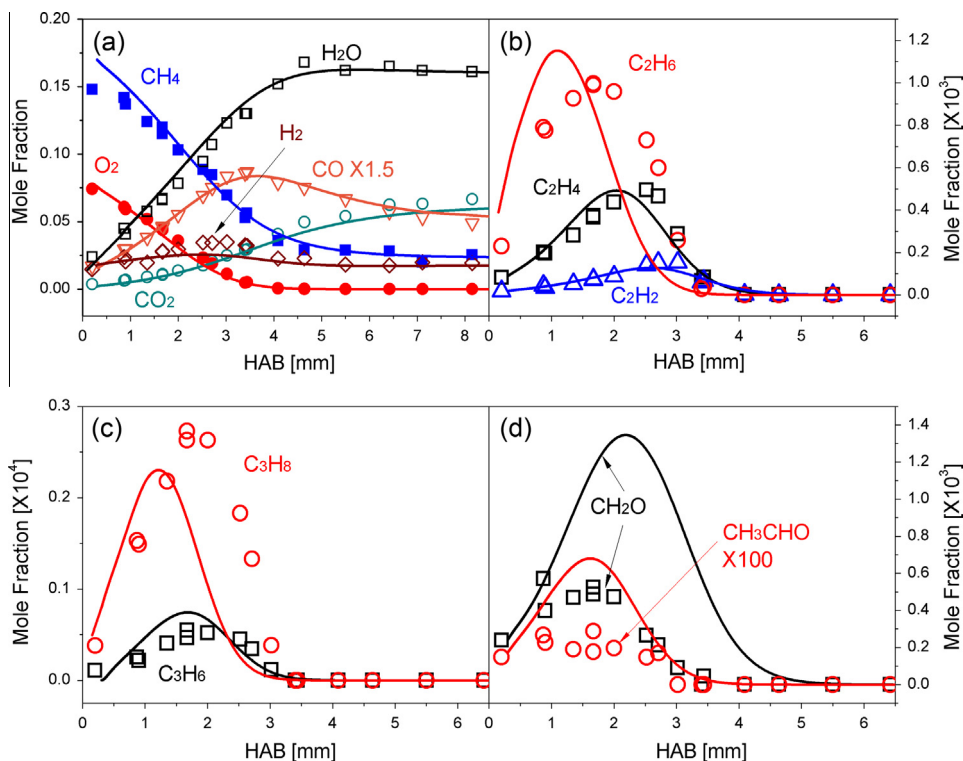 (a)
H2O
CH4
O2
H2
CO X1.5
CO2
0.20
0.15
0.10
0.05
0.00
Mole Fraction
0 1 2 3 4 5 6 7 8
HAB [mm]
(b)
C2H6
C2H4
C2H2
1.2
1.0
0.8
0.6
0.4
0.2
0.0
Mole Fraction [X10³]
0 1 2 3 4 5 6
HAB [mm]
(c)
C3H8
C3H6
0.3
0.2
0.1
0.0
Mole Fraction [X10⁴]
0 1 2 3 4 5 6
HAB [mm]
(d)
CH2O
CH3CHO
X100
1.4
1.2
1.0
0.8
0.6
0.4
0.2
0.0
Mole Fraction [X10³]
0 1 2 3 4 5 6
HAB [mm]